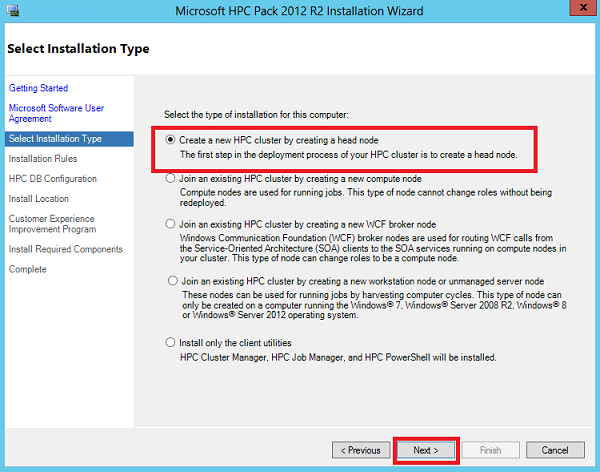 Microsoft HPC Pack 2012 R2 Installation Wizard
Select Installation Type
Getting Started
Microsoft Software User
Agreement
Select Installation Type
Installation Rules
HPC DB Configuration
Install Location
Customer Experience
Improvement Program
Install Required Components
Complete
Select the type of installation for this computer:
Create a new HPC cluster by creating a head node
The first step in the deployment process of your HPC cluster is to create a head node.
Join an existing HPC cluster by creating a new compute node
Compute nodes are used for running jobs. This type of node cannot change roles without being
redeployed.
Join an existing HPC cluster by creating a new WCF broker node
Windows Communication Foundation (WCF) broker nodes are used for routing WCF calls from
the Service-Oriented Architecture (SOA) clients to the SOA services running on compute nodes in
your cluster. This type of node can change roles to be a compute node.
Join an existing HPC cluster by creating a new workstation node or unmanaged server node
These nodes can be used for running jobs by harvesting computer cycles. This type of node can
only be created on a computer running the Windows® 7, Windows® Server 2008 R2, Windows® 8
or Windows® Server 2012 operating system.
Install only the client utilities
HPC Cluster Manager, HPC Job Manager, and HPC PowerShell will be installed.
< Previous
Next >
Finish
Cancel